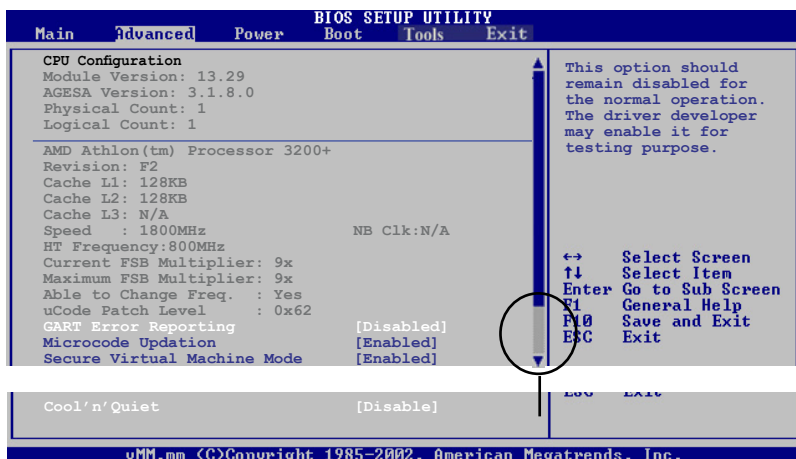 BIOS SETUP UTILITY
Main Advanced Power Boot Tools Exit
CPU Configuration
Module Version: 13.29
AGESA Version: 3.1.8.0
Physical Count: 1
Logical Count: 1
AMD Athlon(tm) Processor 3200+
Revision: F2
Cache L1: 128KB
Cache L2: 128KB
Cache L3: N/A
Speed : 1800MHz NB Clk:N/A
HT Frequency:800MHz
Current FSB Multiplier: 9x
Maximum FSB Multiplier: 9x
Able to Change Freq. : Yes
uCode Patch Level : 0x62
GART Error Reporting [Disabled]
Microcode Updation [Enabled]
Secure Virtual Machine Mode [Enabled]
Cool'n'Quiet [Disable]
This option should
remain disabled for
the normal operation.
The driver developer
may enable it for
testing purpose.
←→ Select Screen
↑↓ Select Item
Enter Go to Sub Screen
F1 General Help
F10 Save and Exit
ESC Exit
ESC Exit
vMM.mm (C)Copyright 1985-2002, American Megatrends, Inc.